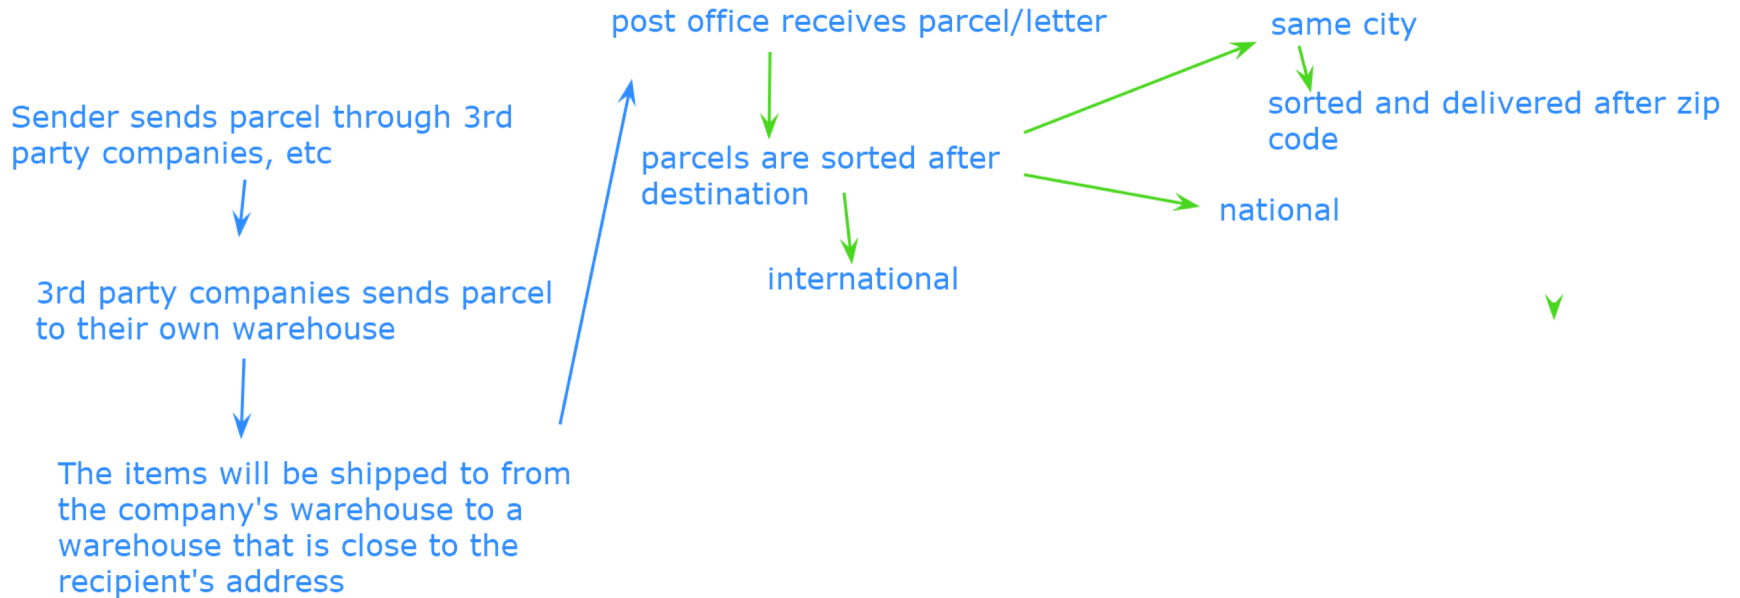 Sender sends parcel through 3rd
party companies, etc
3rd party companies sends parcel
to their own warehouse
The items will be shipped to from
the company's warehouse to a
warehouse that is close to the
recipient's address
post office receives parcel/letter
parcels are sorted after
destination
international
same city
sorted and delivered after zip
code
national